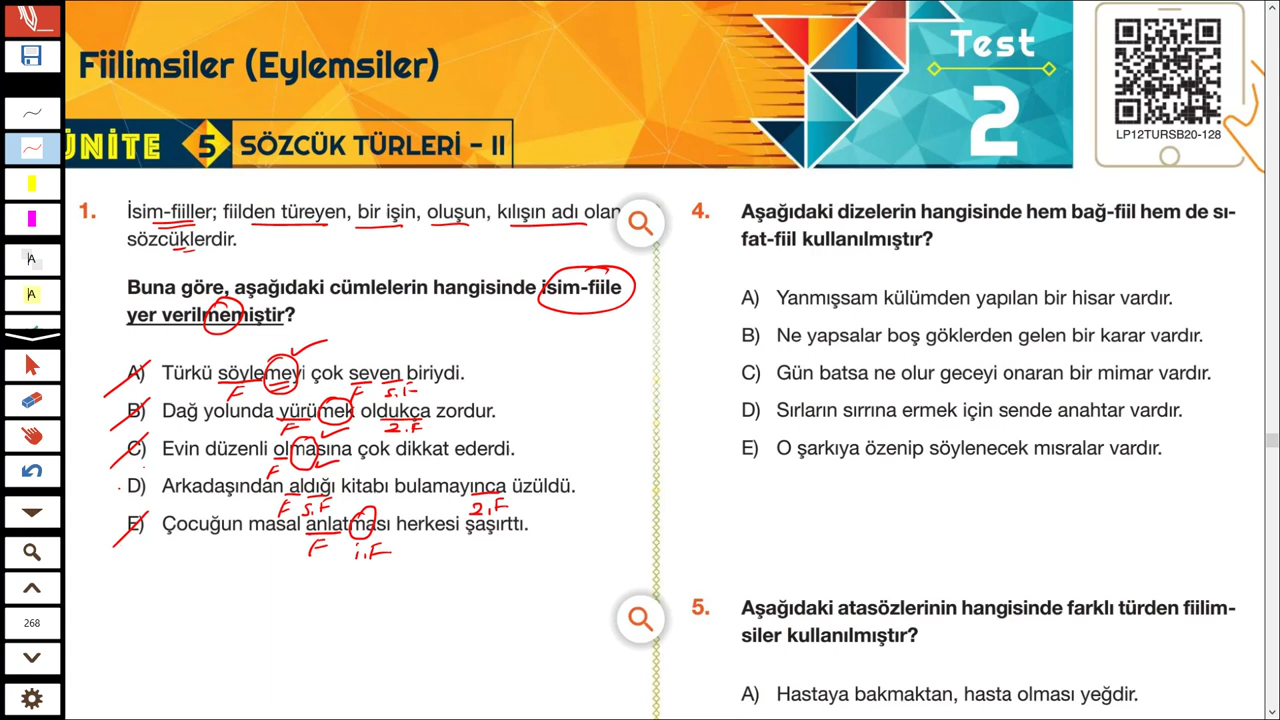 Fiilimsiler (Eylemsiler)
Test
2
ÜNİTE 5 SÖZCÜK TÜRLERİ - II
LP12TURSB20-128
1. İsim-fiiller; fiilden türeyen, bir işin, oluşun, kılışın adı olan
sözcüklerdir.
Buna göre, aşağıdaki cümlelerin hangisinde isim-fiile
yer verilmemiştir?
A) Türkü söylemeyi çok seven biriydi.
F F S.F
B) Dağ yolunda yürümek oldukça zordur.
F Z.F
C) Evin düzenli olmasına çok dikkat ederdi.
F
D) Arkadaşından aldığı kitabı bulamayınca üzüldü.
F S.F Z.F
E) Çocuğun masal anlatması herkesi şaşırttı.
F i.F
4. Aşağıdaki dizelerin hangisinde hem bağ-fiil hem de sı-
fat-fiil kullanılmıştır?
A) Yanmışsam külümden yapılan bir hisar vardır.
B) Ne yapsalar boş göklerden gelen bir karar vardır.
C) Gün batsa ne olur geceyi onaran bir mimar vardır.
D) Sırların sırrına ermek için sende anahtar vardır.
E) O şarkıya özenip söylenecek mısralar vardır.
5. Aşağıdaki atasözlerinin hangisinde farklı türden fiilim-
siler kullanılmıştır?
A) Hastaya bakmaktan, hasta olması yeğdir.
A
A
268